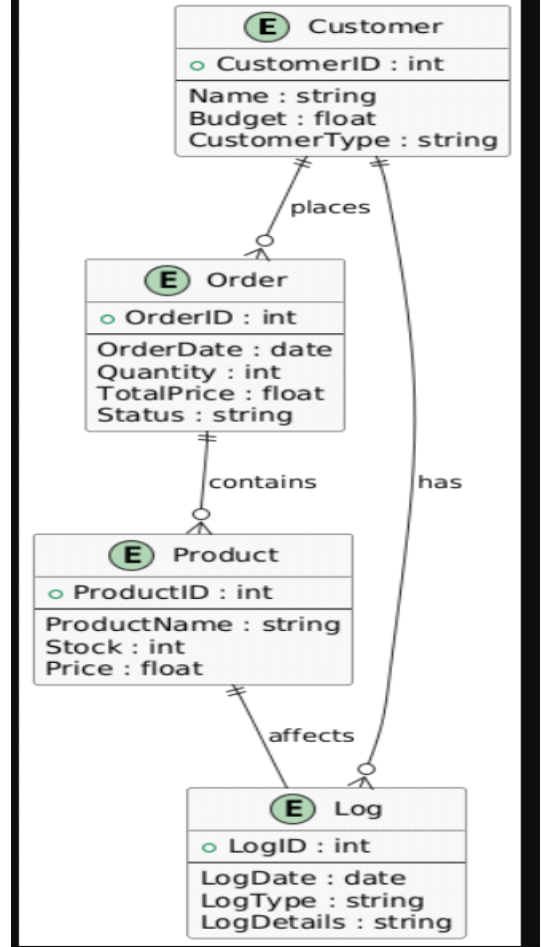 E Customer
CustomerID : int
Name : string
Budget : float
CustomerType : string
places
E Order
OrderID : int
OrderDate : date
Quantity : int
TotalPrice : float
Status : string
contains
has
E Product
ProductID : int
ProductName : string
Stock : int
Price : float
affects
E Log
LogID : int
LogDate : date
LogType : string
LogDetails : string